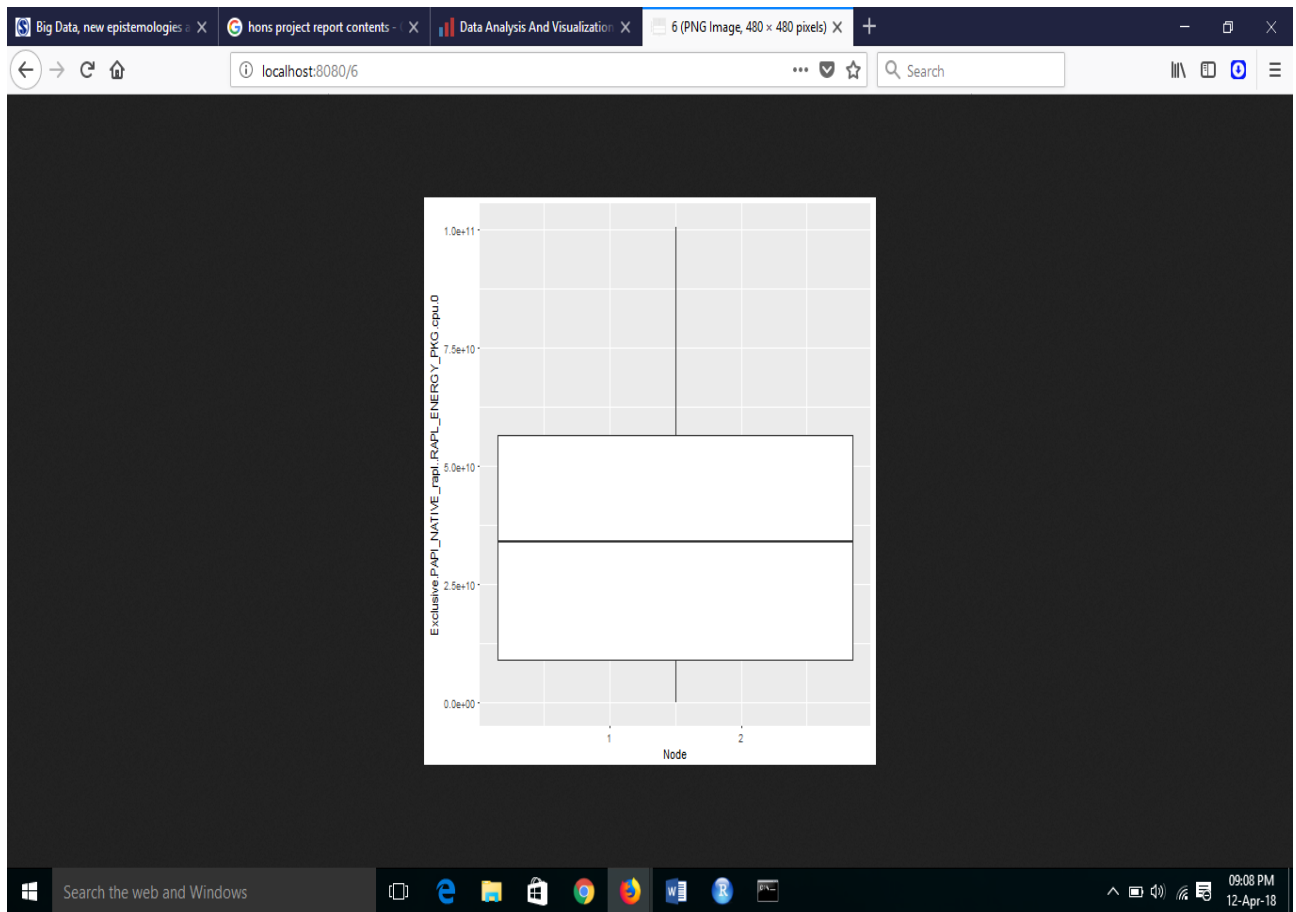 Big Data, new epistemologies a
hons project report contents - G
Data Analysis And Visualization
6 (PNG Image, 480 × 480 pixels)
localhost:8080/6
Search
1.0e+11
7.5e+10
5.0e+10
2.5e+10
0.0e+00
Exclusive.PAPI_NATIVE_rapl..RAPL_ENERGY_PKG.cpu.0
1 2
Node
Search the web and Windows
09:08 PM
12-Apr-18